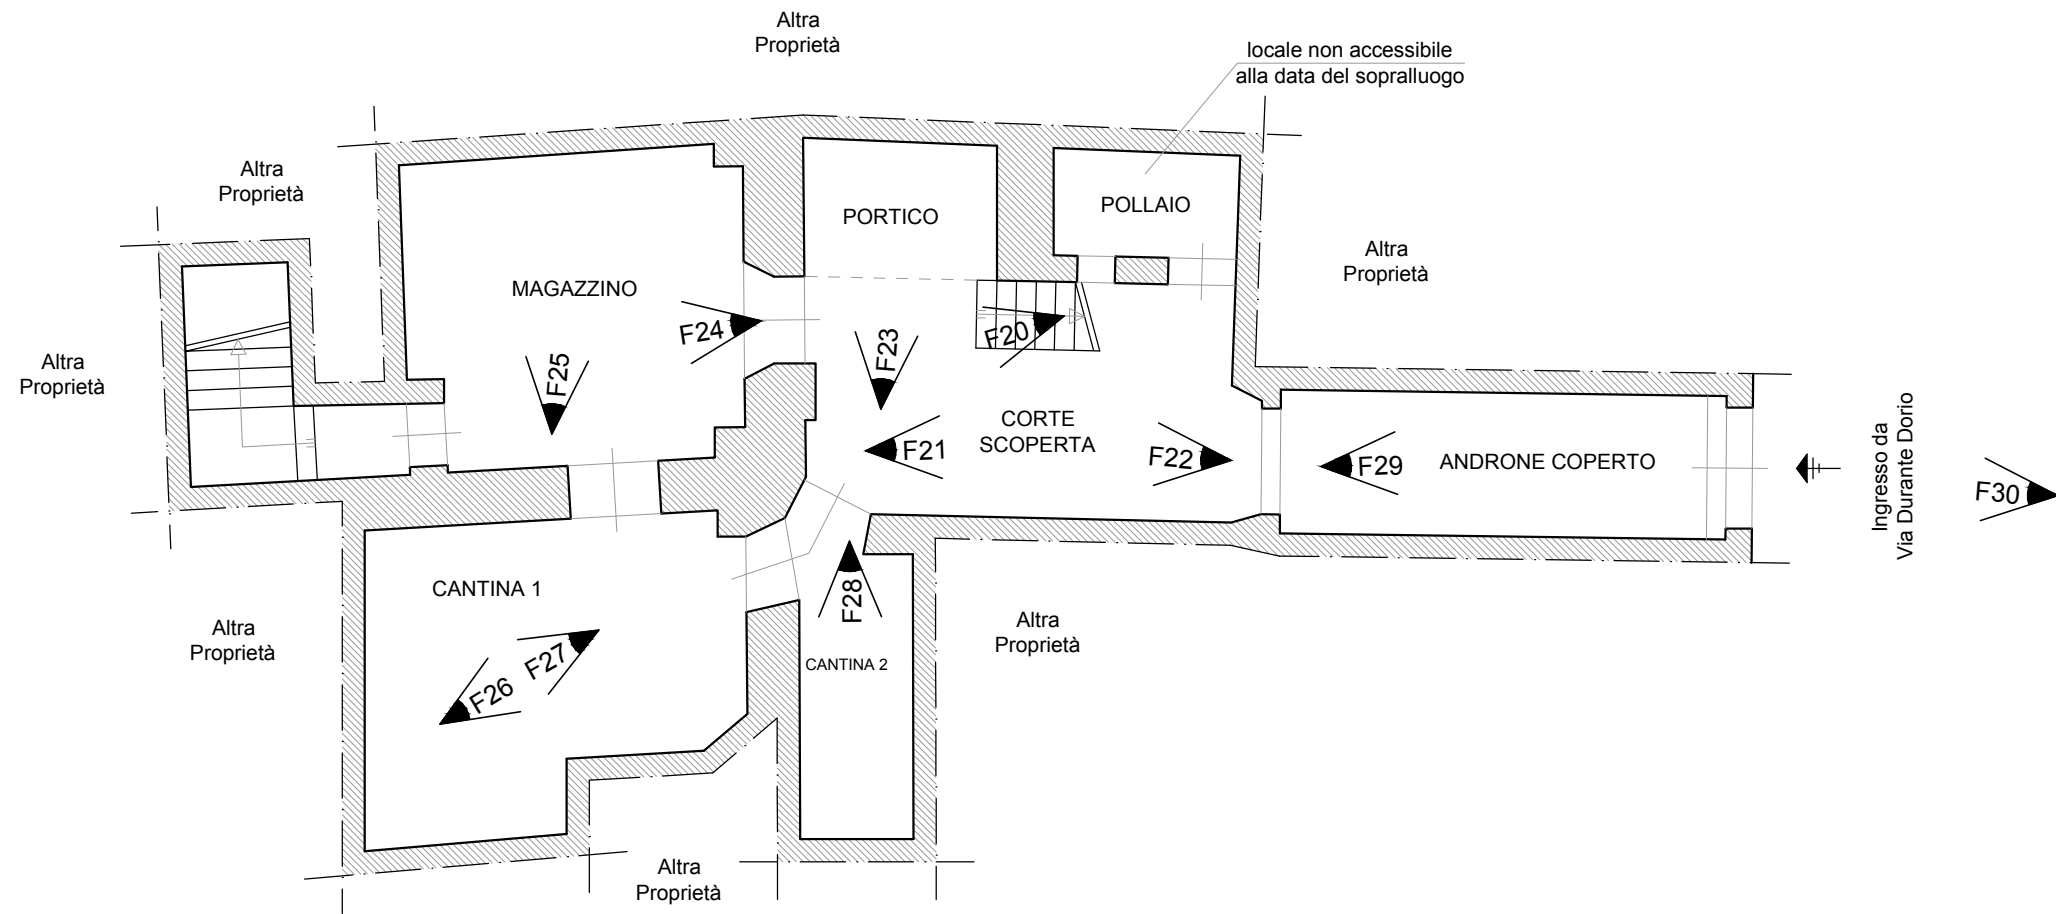 Altra
Proprietà
locale non accessibile
alla data del sopralluogo
Altra
Proprietà
PORTICO
POLLAIO
Altra
Proprietà
MAGAZZINO
F24
F20
F23
F25
Altra
Proprietà
CORTE
SCOPERTA
F21
F22
F29
ANDRONE COPERTO
Ingresso da
Via Durante Dorio
F30
CANTINA 1
F28
Altra
Proprietà
Altra
Proprietà
F27
F26
CANTINA 2
Altra
Proprietà